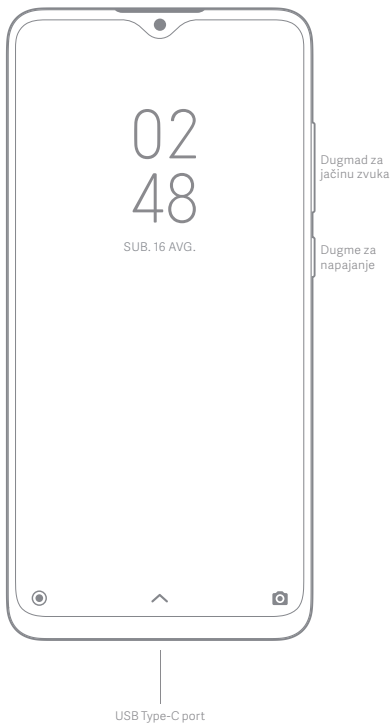 02
48
SUB. 16 AVG.
Dugmad za
jačinu zvuka
Dugme za
napajanje
USB Type-C port